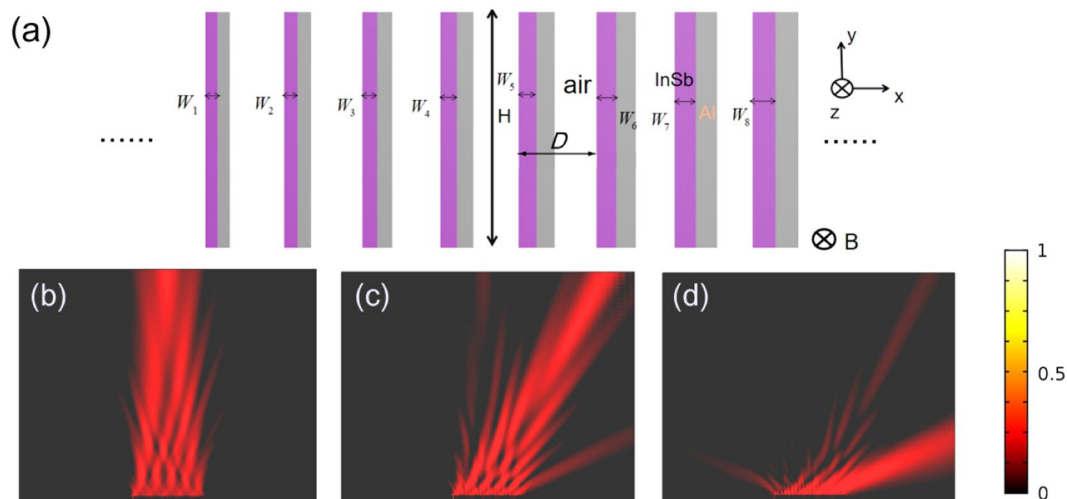 (a)
W1 W2 W3 W4 W5 H air D W6 InSb W7 Al W8
y x z
...... ......
B
(b) (c) (d)
1
0.5
0